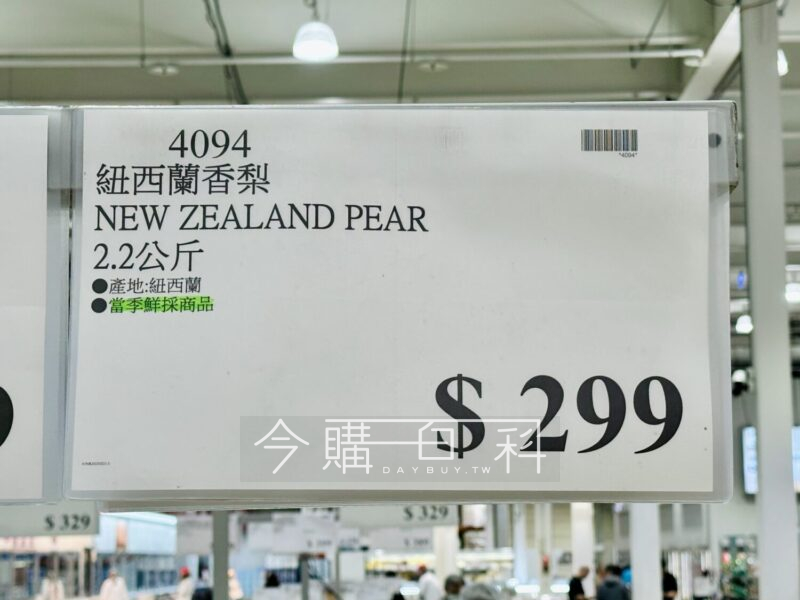 4094
*4094*
紐西蘭香梨
NEW ZEALAND PEAR
2.2公斤
●產地:紐西蘭
●當季鮮採商品
$ 299
今購百科
DAYBUY.TW
$ 329
$ 329